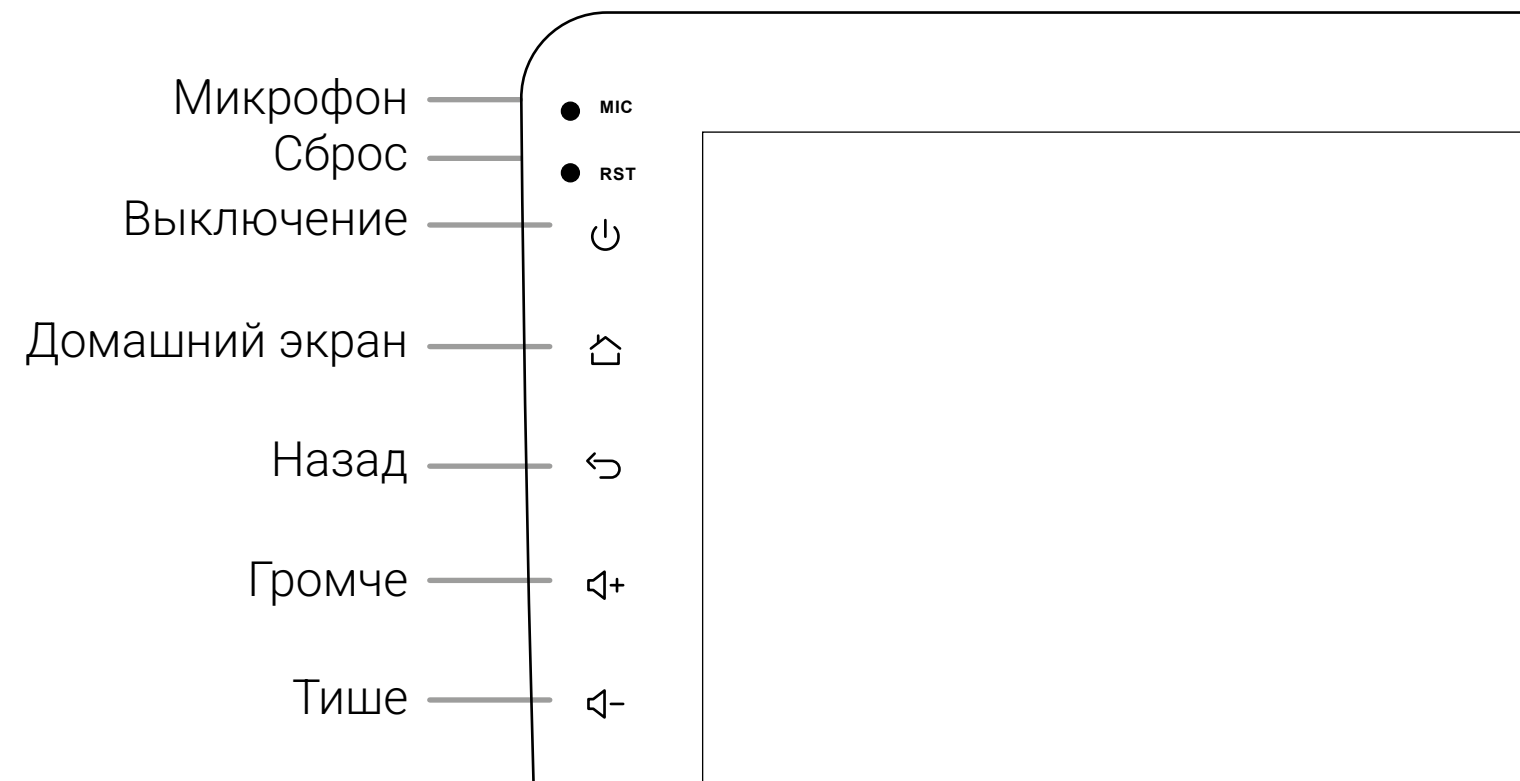 Микрофон MIC
Сброс RST
Выключение
Домашний экран
Назад
Громче
Тише